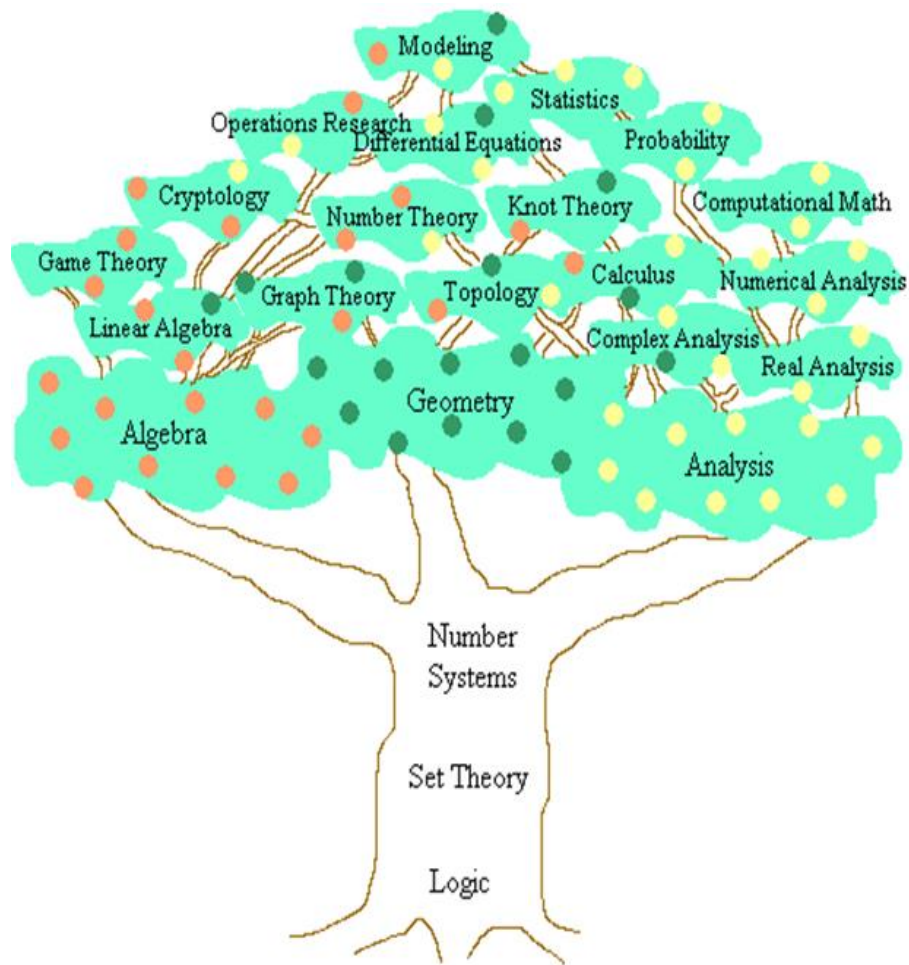 Modeling
Statistics
Operations Research
Differential Equations
Probability
Cryptology
Number Theory
Knot Theory
Computational Math
Game Theory
Graph Theory
Topology
Calculus
Numerical Analysis
Linear Algebra
Complex Analysis
Real Analysis
Algebra
Geometry
Analysis
Number
Systems
Set Theory
Logic